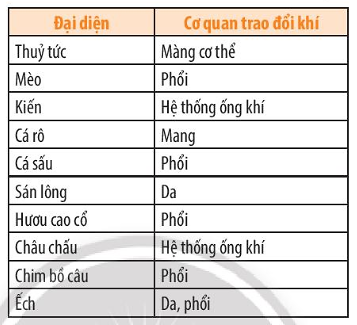 Đại diện Cơ quan trao đổi khí
Thuỷ tức Màng cơ thể
Mèo Phổi
Kiến Hệ thống ống khí
Cá rô Mang
Cá sấu Phổi
Sán lông Da
Hươu cao cổ Phổi
Châu chấu Hệ thống ống khí
Chim bồ câu Phổi
Ếch Da, phổi